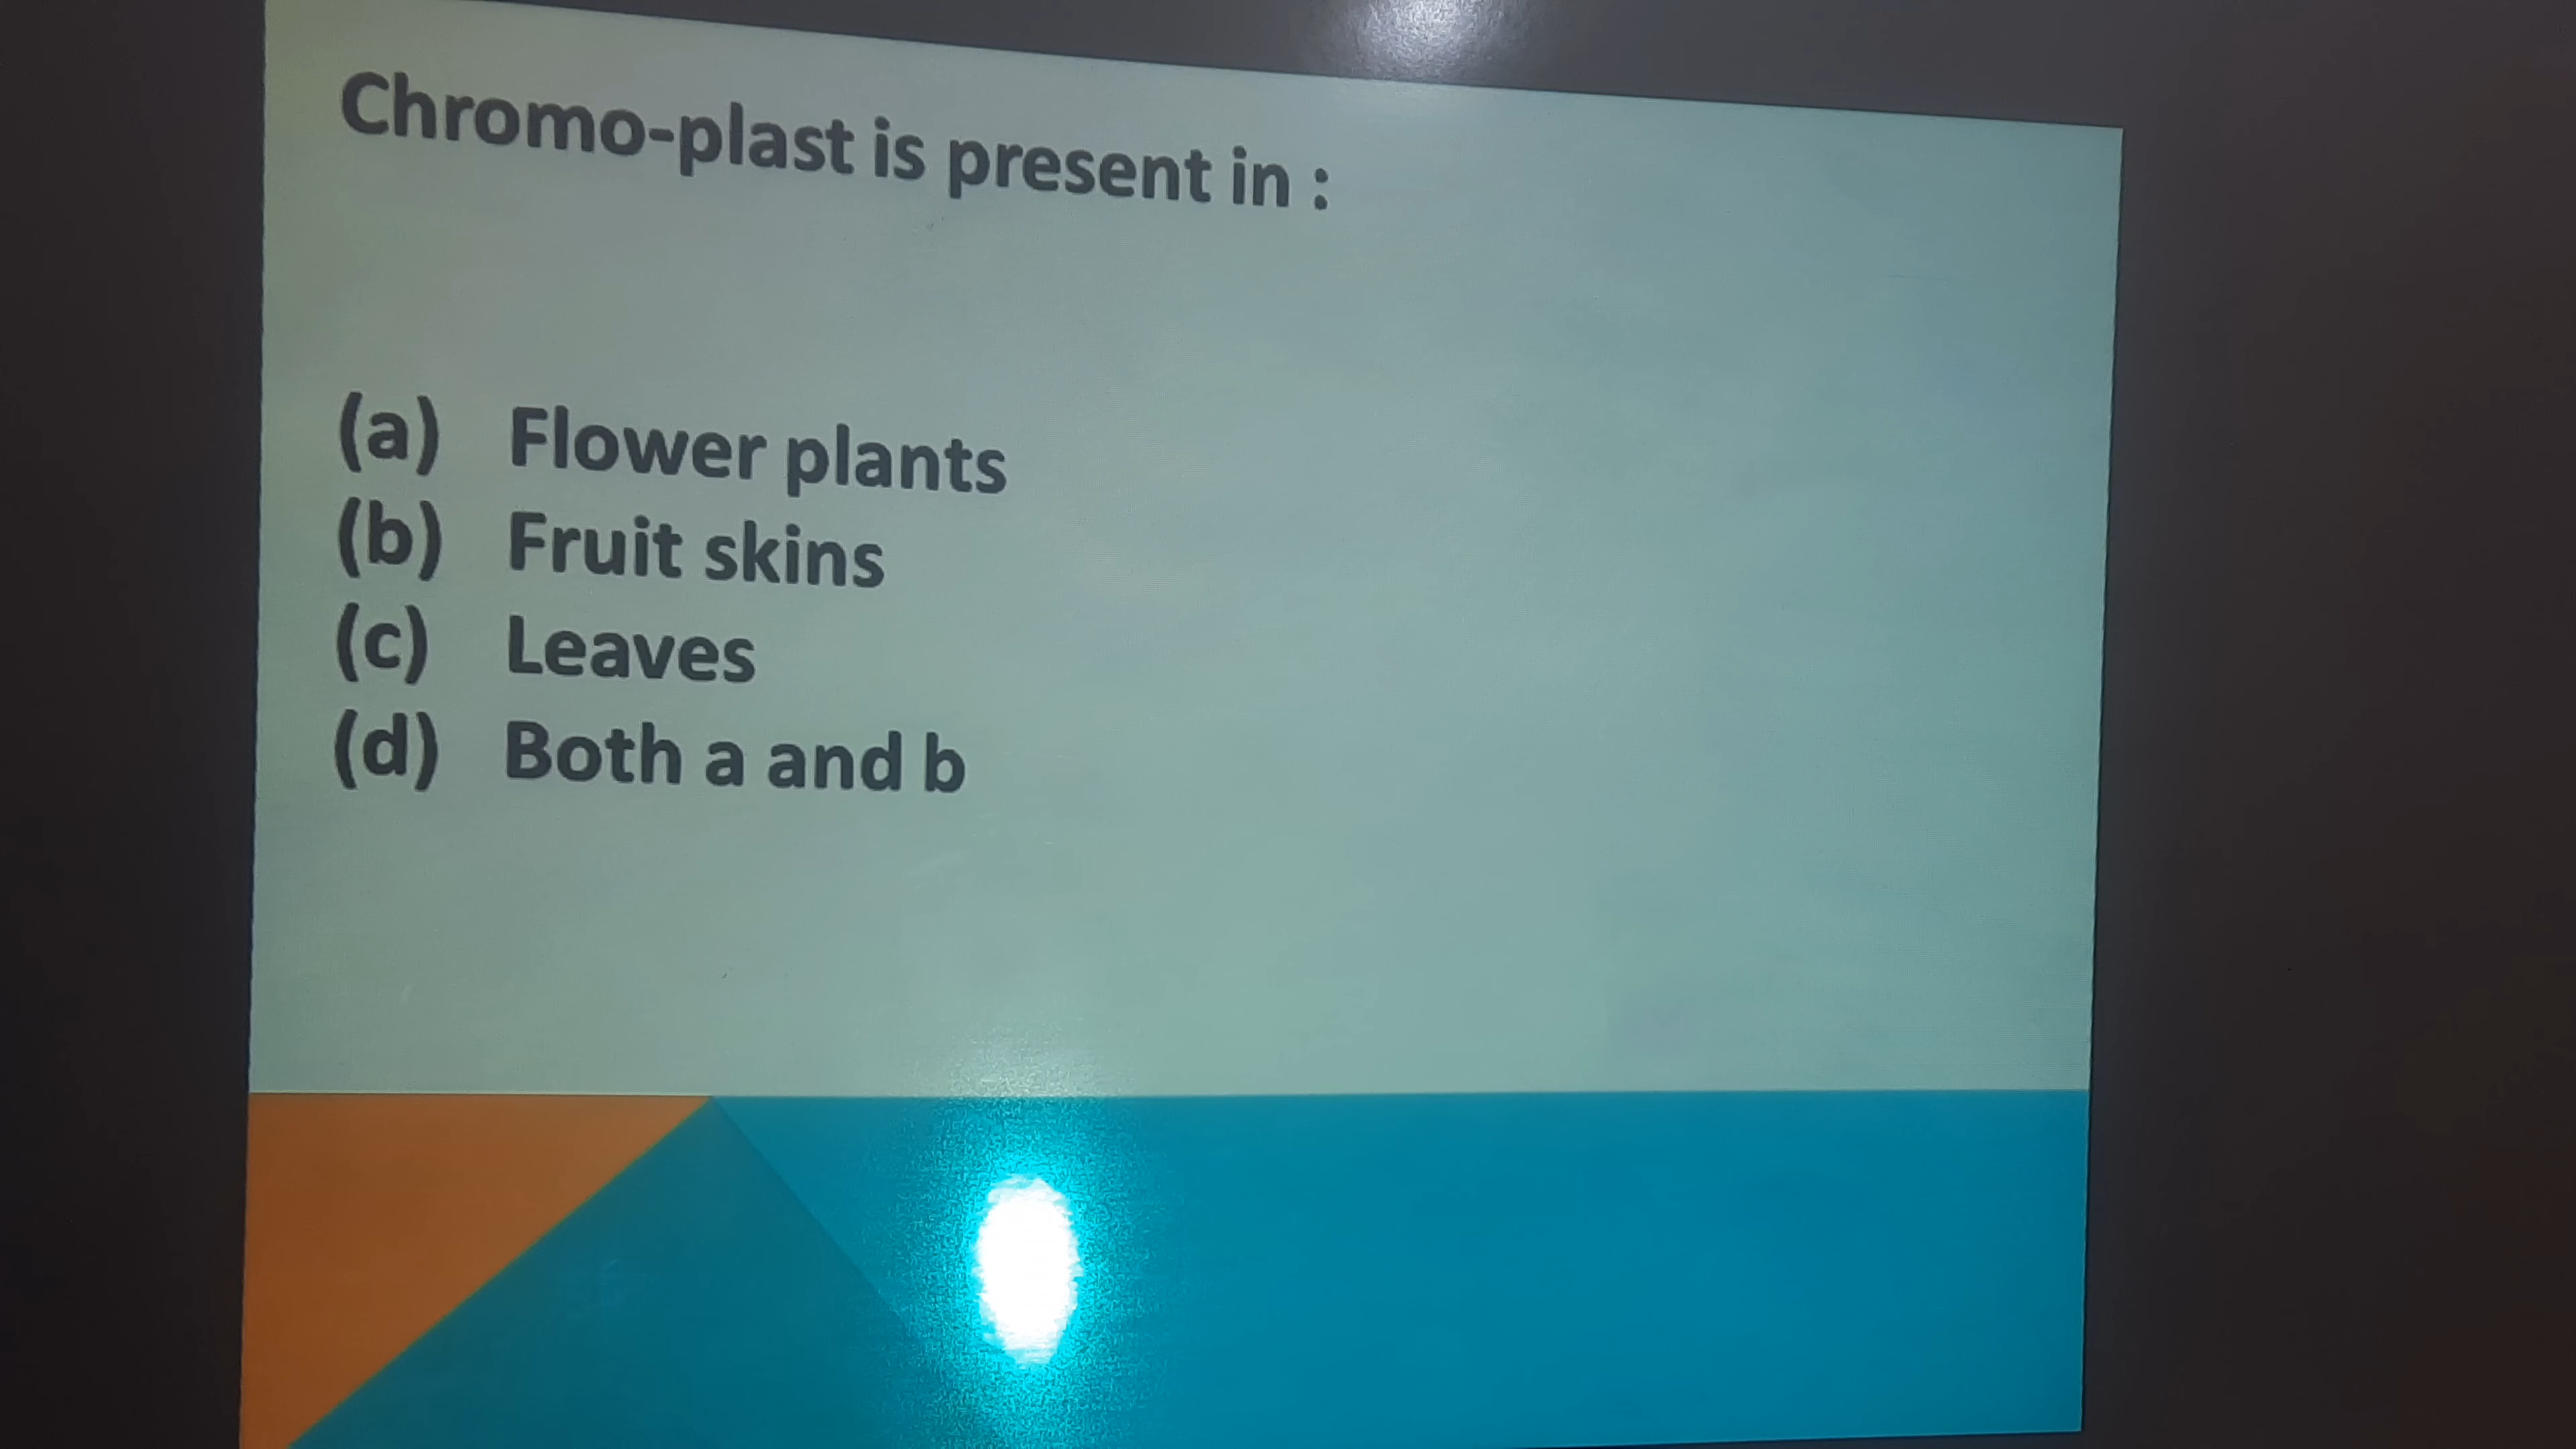 Chromo-plast is present in :
(a) Flower plants
(b) Fruit skins
(c) Leaves
(d) Both a and b